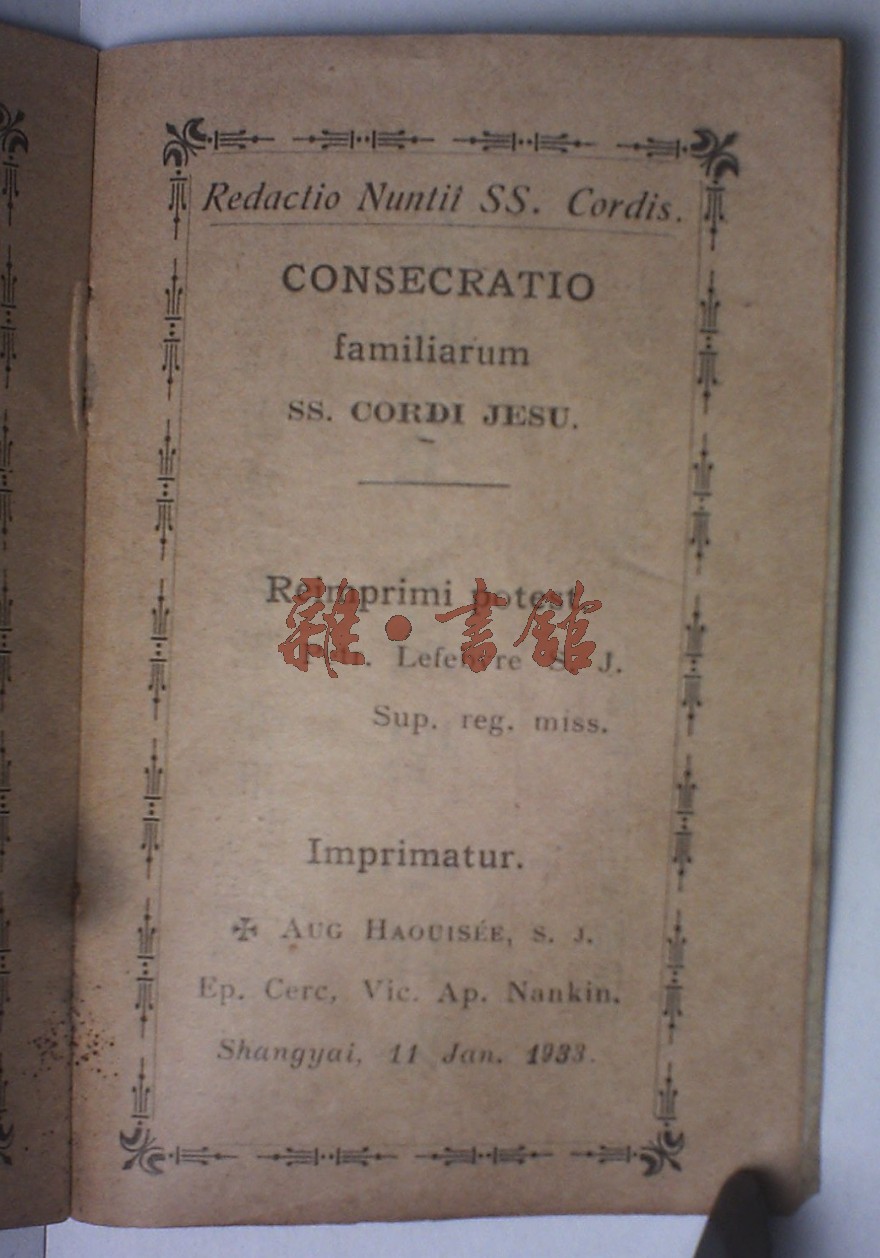 Redactio Nuntii SS. Cordis.
CONSECRATIO
familiarum
SS. CORDI JESU.
Reimprimi potest
Lefebvre S. J.
Sup. reg. miss.
Imprimatur.
✠ AUG HAOUISÉE, S. J.
Ep. Cerc, Vic. Ap. Nankin.
Shangyai, 11 Jan. 1933.
雜·書館